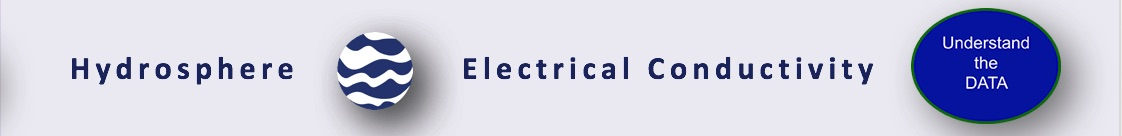 Hydrosphere
Electrical Conductivity
Understand
the
DATA